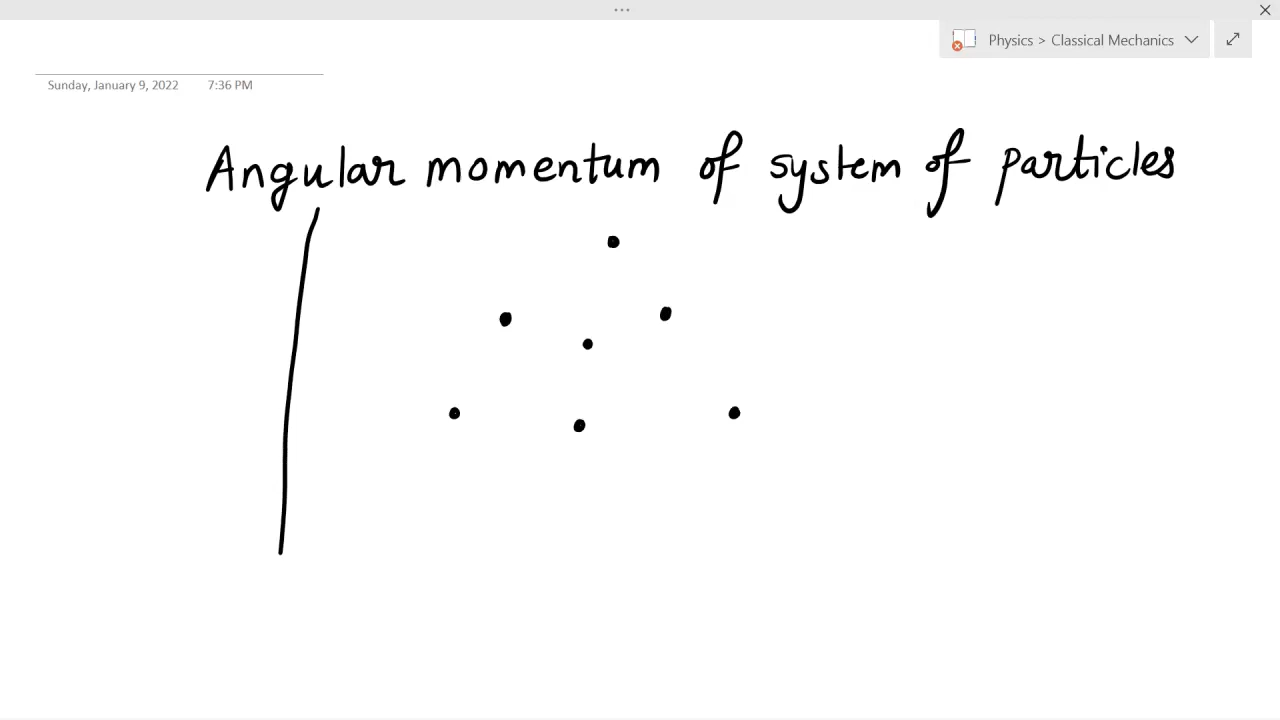 Physics > Classical Mechanics
Sunday, January 9, 2022 7:36 PM
Angular momentum of system of particles